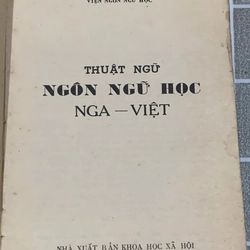 VIỆN NGÔN NGỮ HỌC
THUẬT NGỮ
NGÔN NGỮ HỌC
NGA — VIỆT
NHÀ XUẤT BẢN KHOA HỌC XÃ HỘI